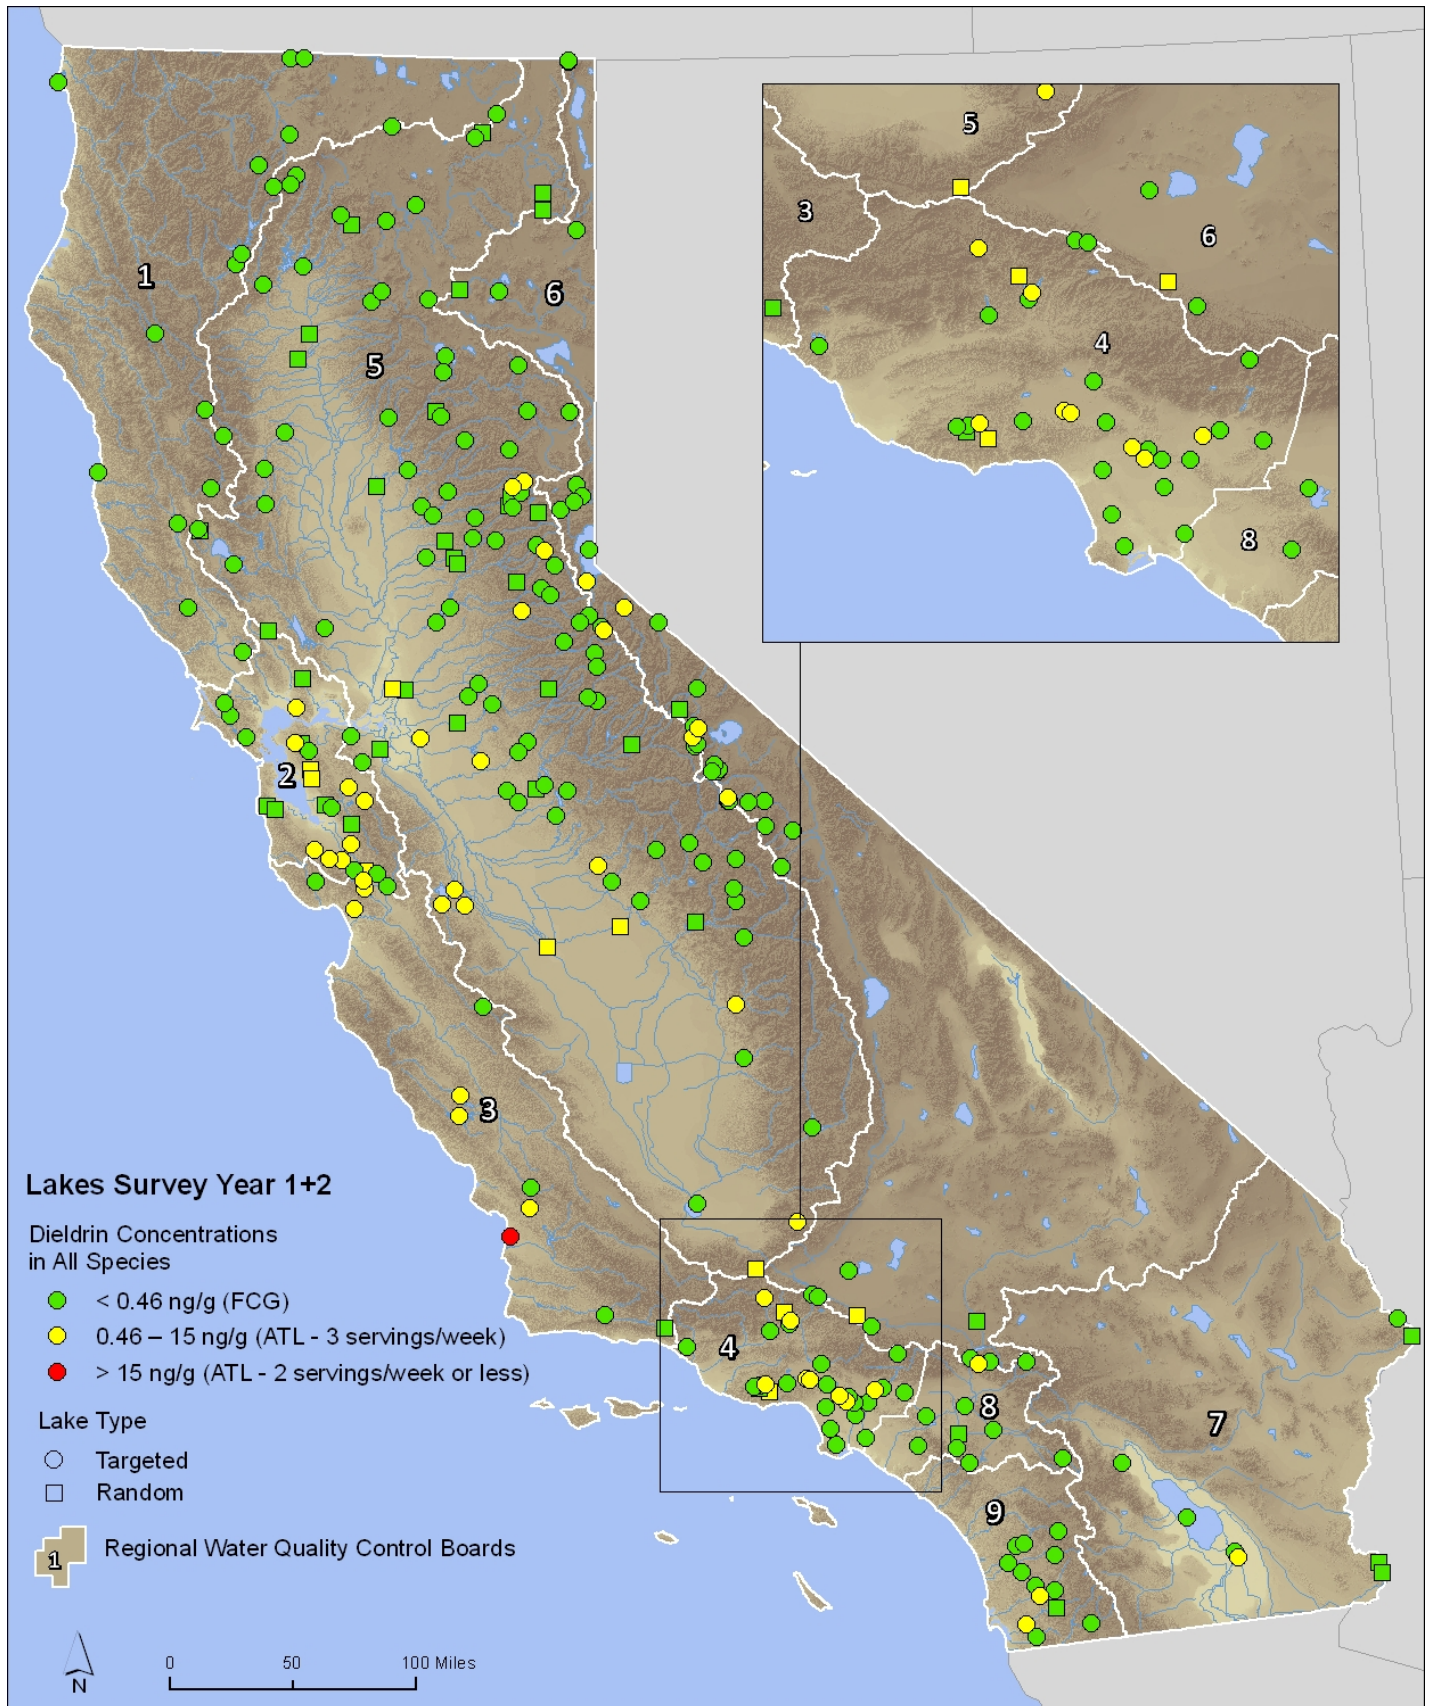 5
3
6
4
8
1
6
5
2
3
Lakes Survey Year 1+2
Dieldrin Concentrations
in All Species
< 0.46 ng/g (FCG)
0.46 – 15 ng/g (ATL - 3 servings/week)
> 15 ng/g (ATL - 2 servings/week or less)
Lake Type
Targeted
Random
1
Regional Water Quality Control Boards
4
8
7
9
N
0 50 100 Miles